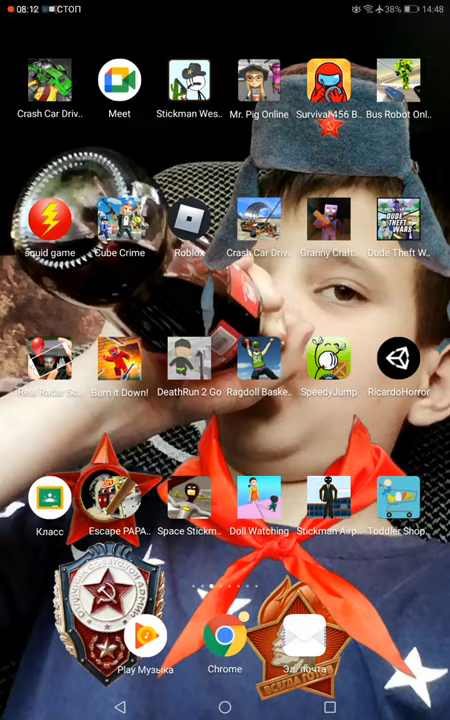 08:12 СТОП 38% 14:48
Crash Car Driv.. Meet Stickman Wes.. Mr. Pig Online Survival 456 B.. Bus Robot Onl..
squid game Cube Crime Roblox Crash Car Driv.. Granny Craft.. Dude Theft W..
DUDE THEFT WARS
Real Radar Sc.. Burn it Down! DeathRun 2 Go Ragdoll Baske.. SpeedyJump RicardoHorror
Класс Escape PAPA.. Space Stickm.. Doll Watching Stickman Airp.. Toddler Shop..
Play Музыка Chrome Эл. почта
ВСЕГДА ГОТОВ